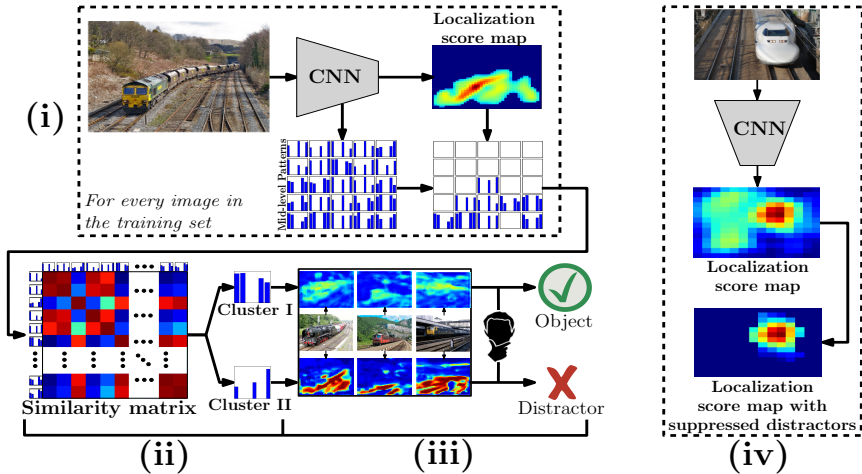 Localization
score map
CNN
(i)
Mid-level Patterns
For every image in
the training set
Cluster I
Cluster II
Similarity matrix
Object
Distractor
(ii)
(iii)
CNN
Localization
score map
Localization
score map with
suppressed distractors
(iv)